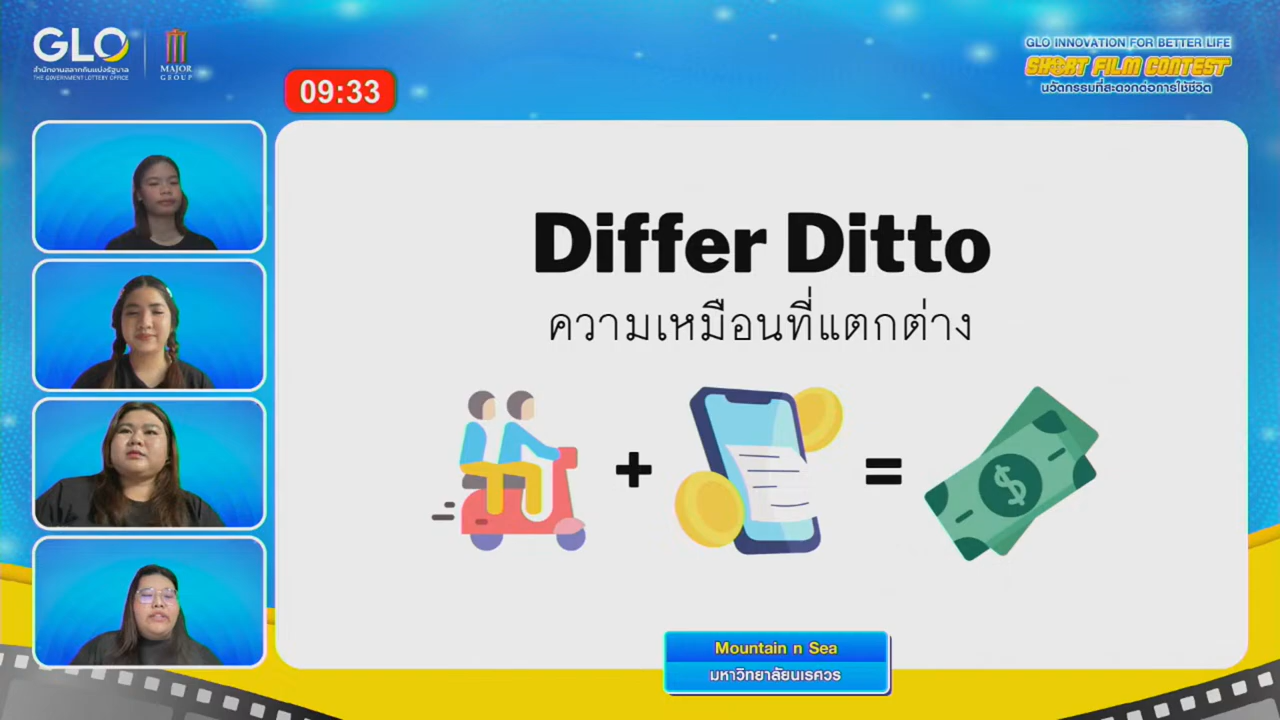 GLO
สำนักงานสลากกินแบ่งรัฐบาล
THE GOVERNMENT LOTTERY OFFICE
MAJOR
GROUP
GLO INNOVATION FOR BETTER LIFE
SHORT FILM CONTEST
นวัตกรรมที่สะดวกต่อการใช้ชีวิต
09:33
Differ Ditto
ความเหมือนที่แตกต่าง
+
=
$
Mountain n Sea
มหาวิทยาลัยนเรศวร